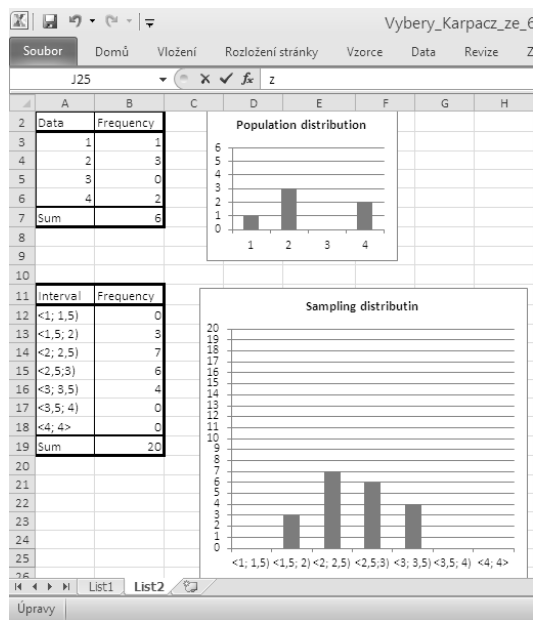 Vybery_Karpacz_ze_6
Soubor Domů Vložení Rozložení stránky Vzorce Data Revize Z
J25 fx z
A B C D E F G H
2 Data Frequency
3 1 1
4 2 3
5 3 0
6 4 2
7 Sum 6
8
9
10
11 Interval Frequency
12 <1; 1,5) 0
13 <1,5; 2) 3
14 <2; 2,5) 7
15 <2,5;3) 6
16 <3; 3,5) 4
17 <3,5; 4) 0
18 <4; 4> 0
19 Sum 20
20
21
22
23
24
25
26
Population distribution
6
5
4
3
2
1
0
1 2 3 4
Sampling distributin
20
19
18
17
16
15
14
13
12
11
10
9
8
7
6
5
4
3
2
1
0
<1; 1,5) <1,5; 2) <2; 2,5) <2,5;3) <3; 3,5) <3,5; 4) <4; 4>
List1 List2
Úpravy